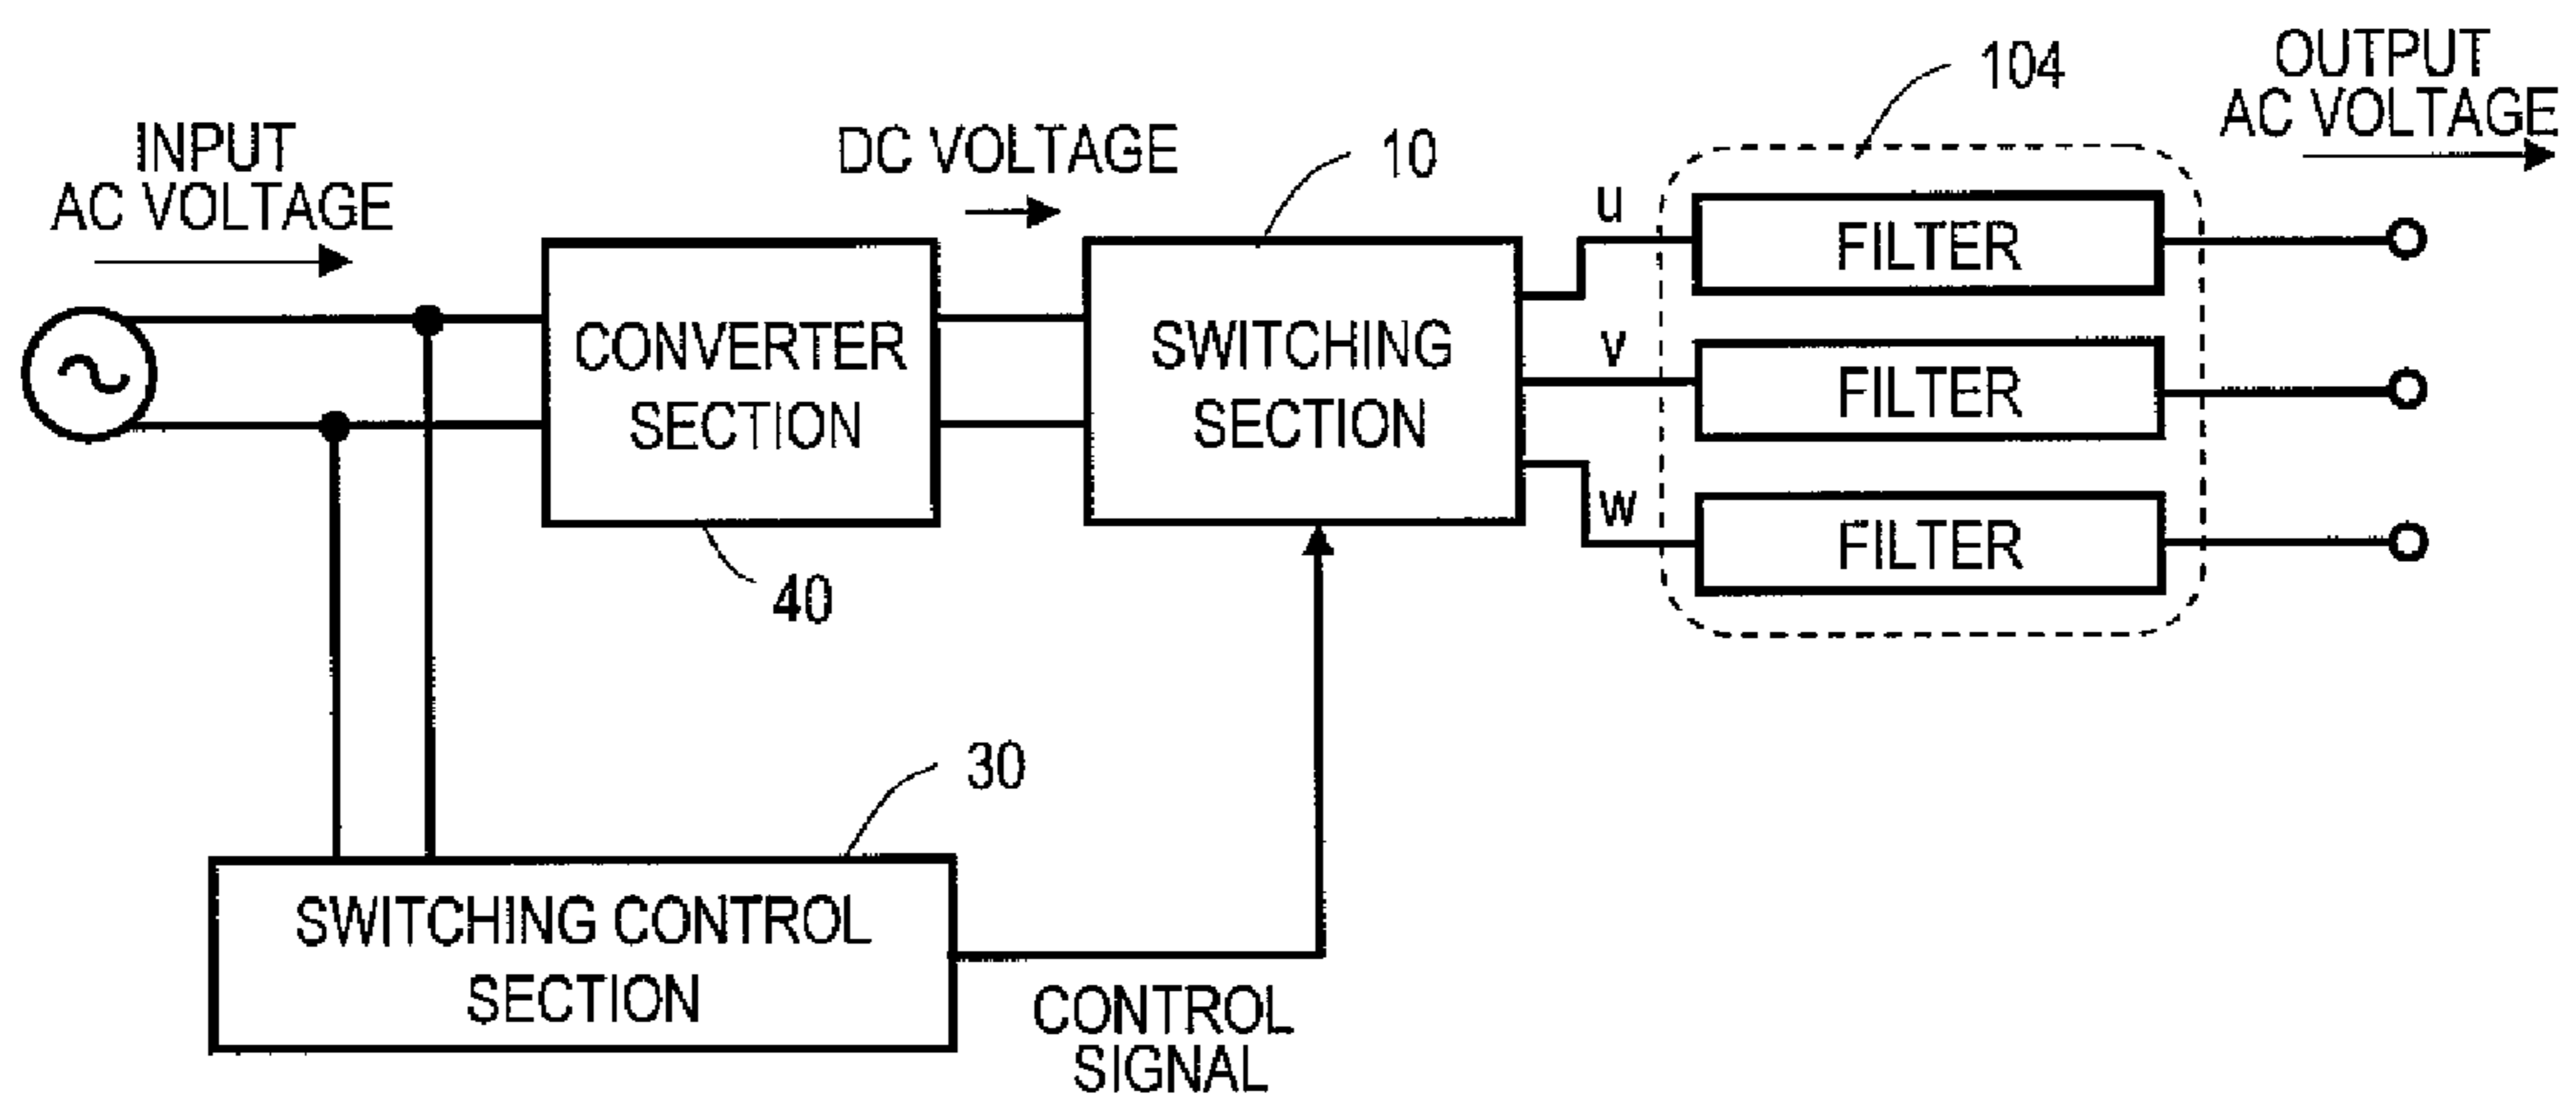 INPUT
AC VOLTAGE
DC VOLTAGE
10
104
OUTPUT
AC VOLTAGE
CONVERTER
SECTION
40
SWITCHING
SECTION
u
v
w
FILTER
FILTER
FILTER
30
SWITCHING CONTROL
SECTION
CONTROL
SIGNAL